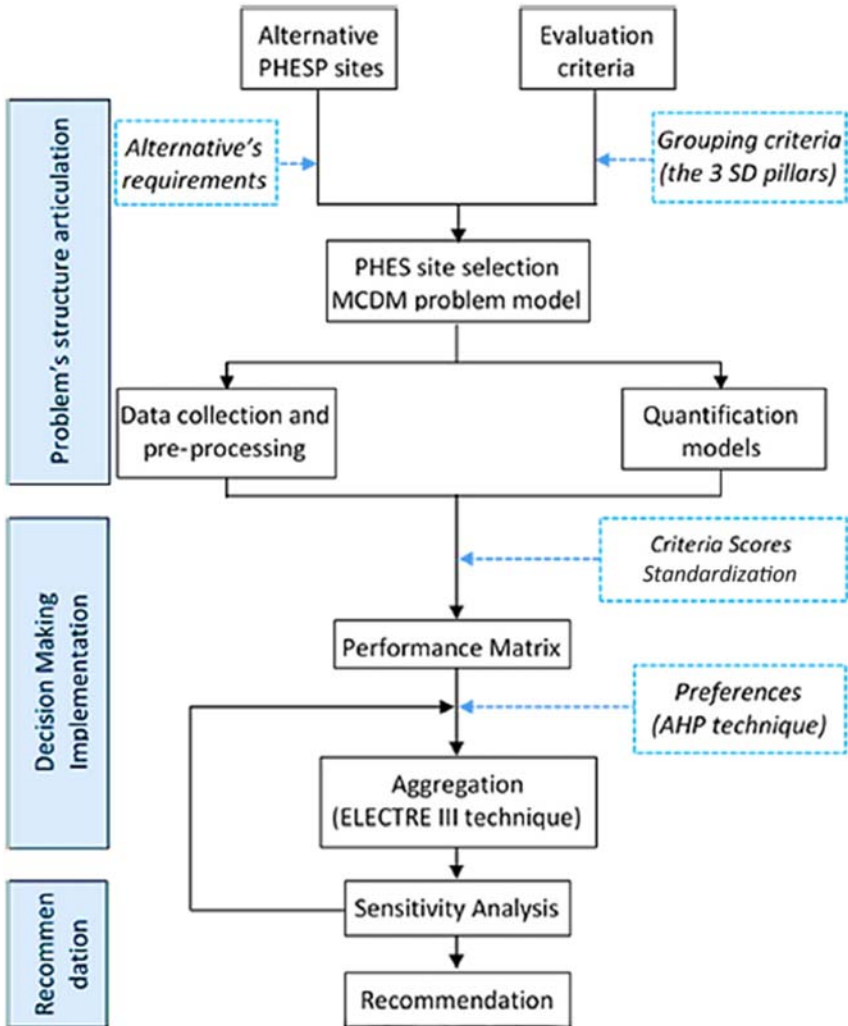 Alternative
PHESP sites
Evaluation
criteria
Problem's structure articulation
Alternative's
requirements
Grouping criteria
(the 3 SD pillars)
PHES site selection
MCDM problem model
Data collection and
pre-processing
Quantification
models
Decision Making
Implementation
Criteria Scores
Standardization
Performance Matrix
Preferences
(AHP technique)
Aggregation
(ELECTRE III technique)
Recommen
dation
Sensitivity Analysis
Recommendation